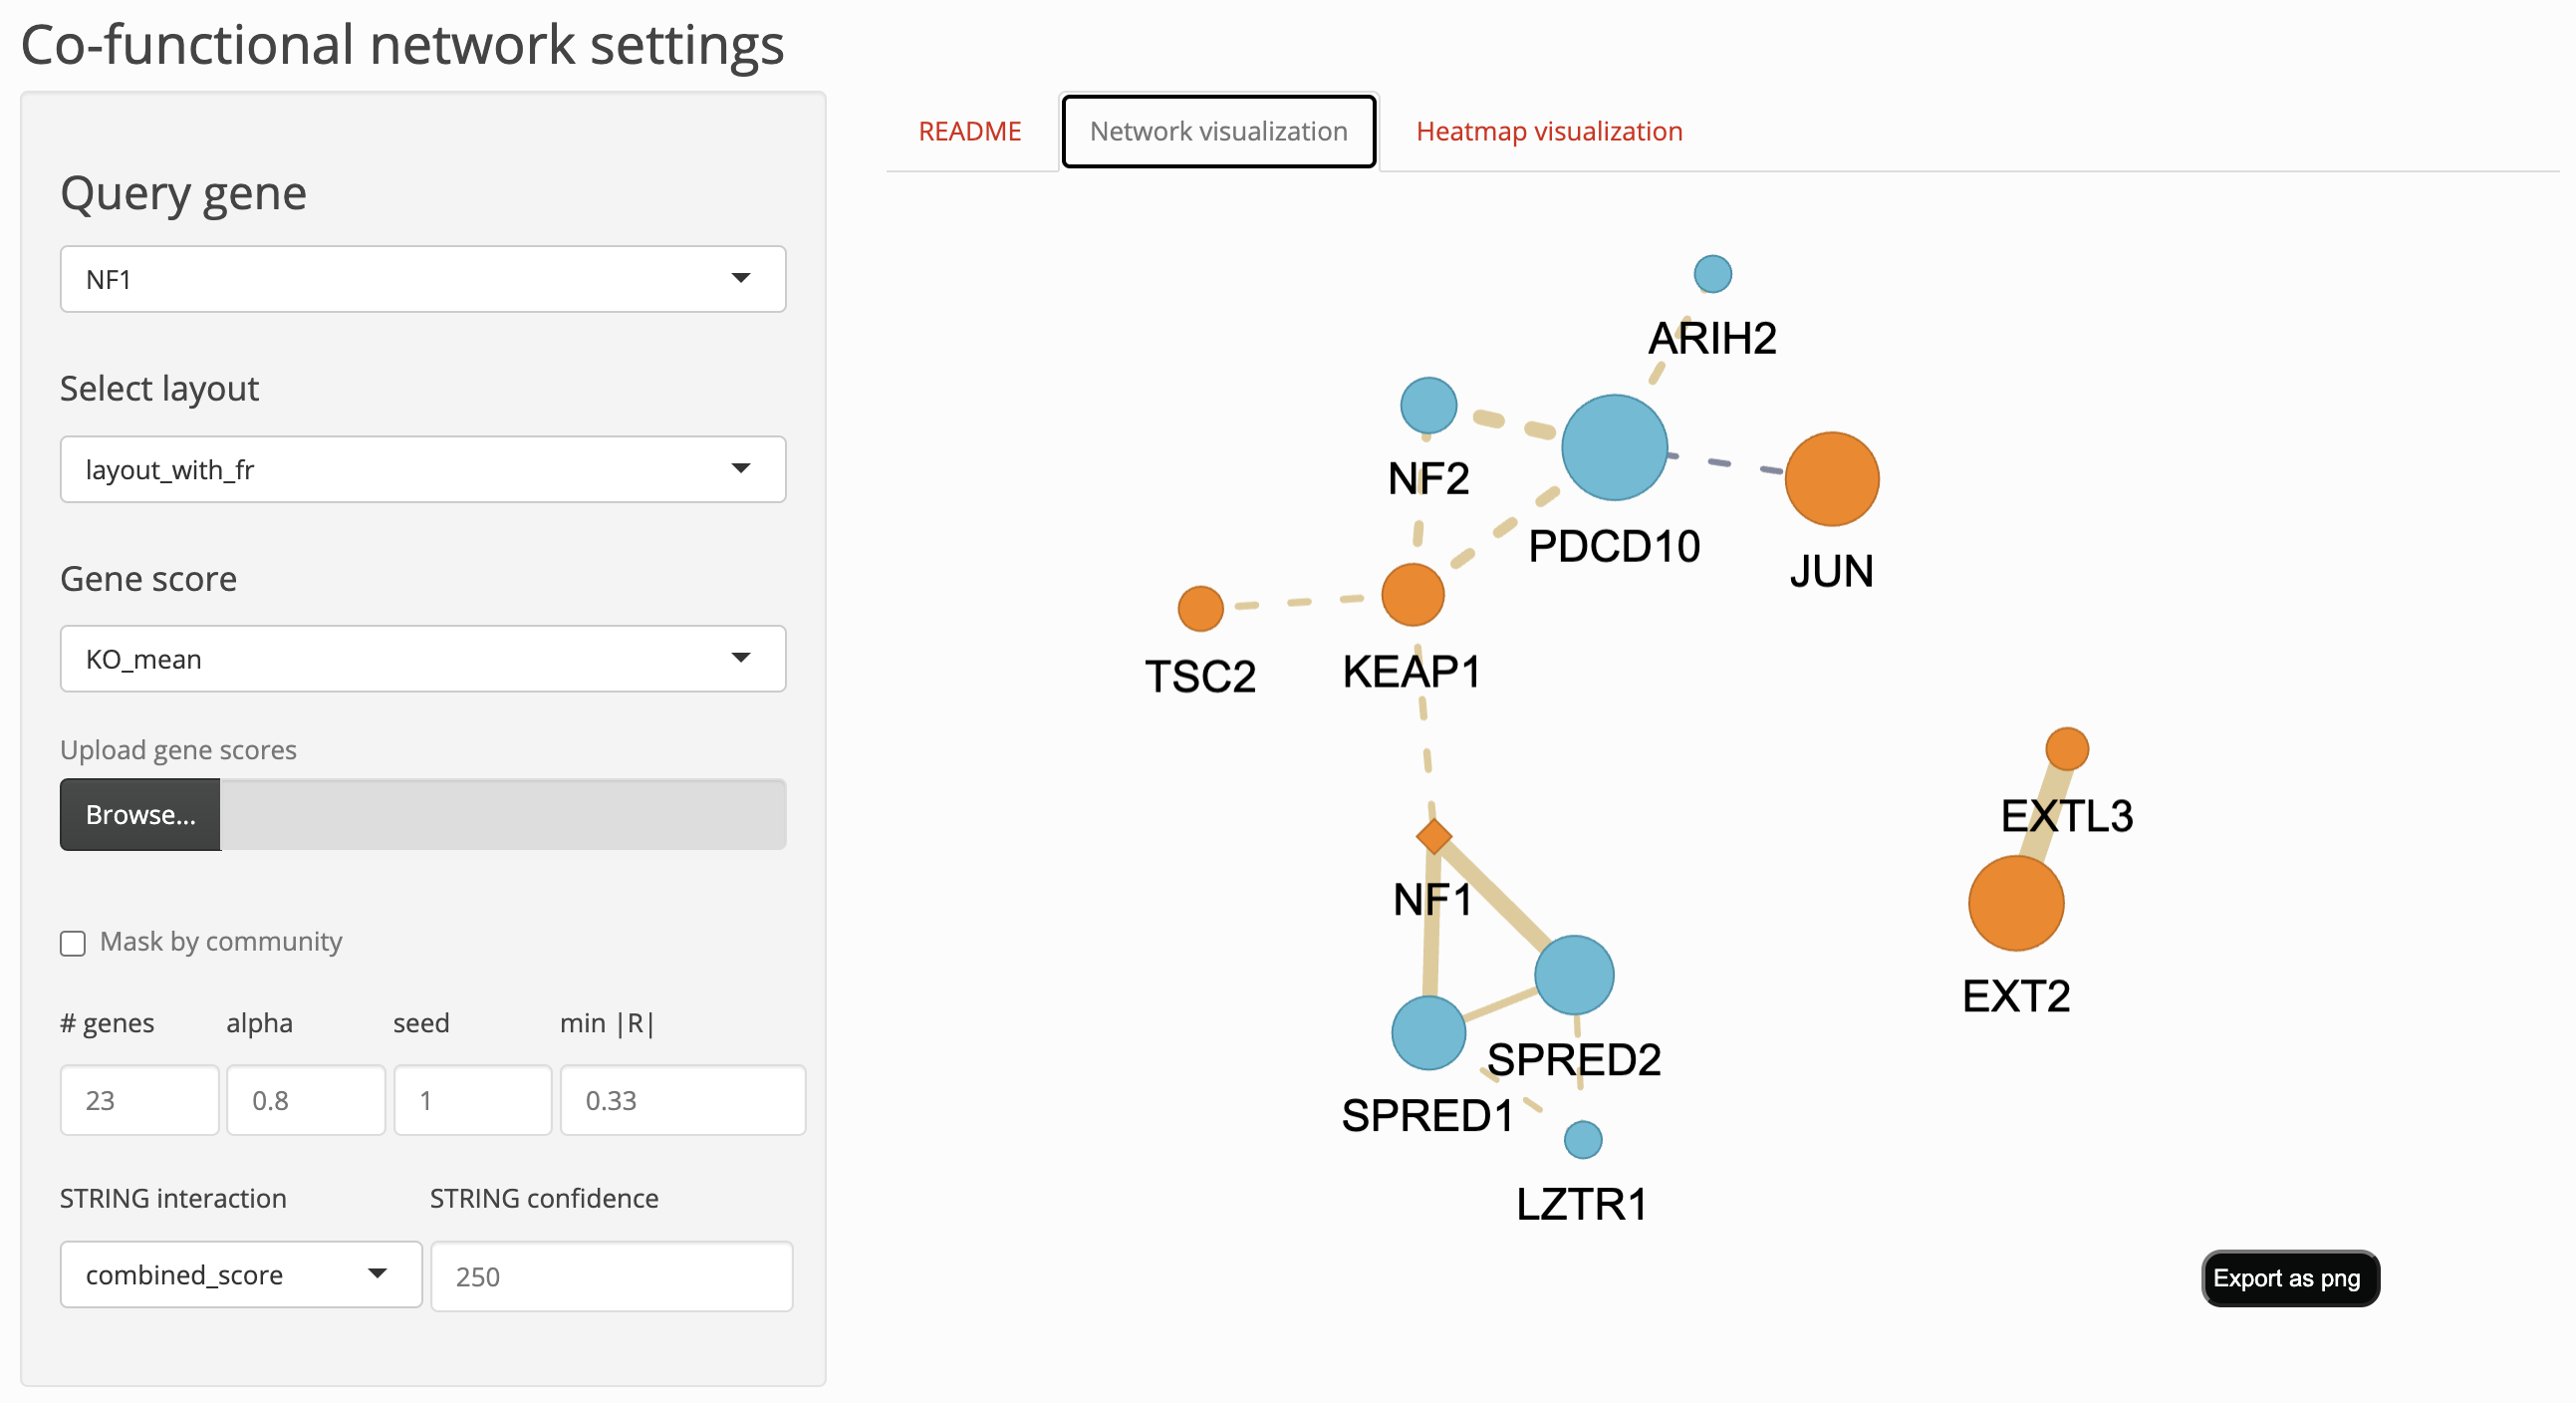 Co-functional network settings
Query gene
NF1
Select layout
layout_with_fr
Gene score
KO_mean
Upload gene scores
Browse...
Mask by community
# genes alpha seed min |R|
23 0.8 1 0.33
STRING interaction STRING confidence
combined_score 250
README Network visualization Heatmap visualization
ARIH2
NF2
PDCD10
JUN
TSC2
KEAP1
EXTL3
NF1
EXT2
SPRED2
SPRED1
LZTR1
Export as png